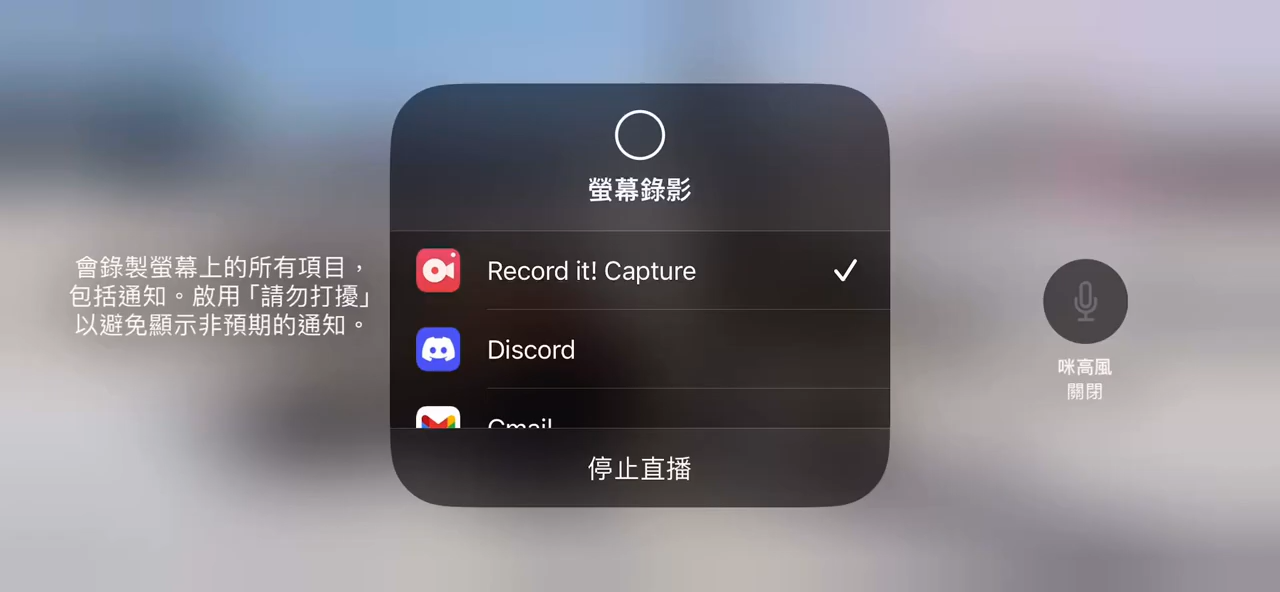 螢幕錄影
會錄製螢幕上的所有項目，
包括通知。啟用「請勿打擾」
以避免顯示非預期的通知。
Record it! Capture
Discord
Gmail
咪高風
關閉
停止直播